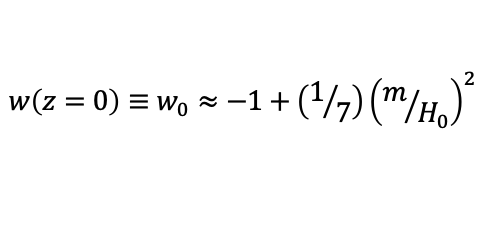 w(z = 0) ≡ w₀ ≈ −1 + (1/7)(m/H₀)²